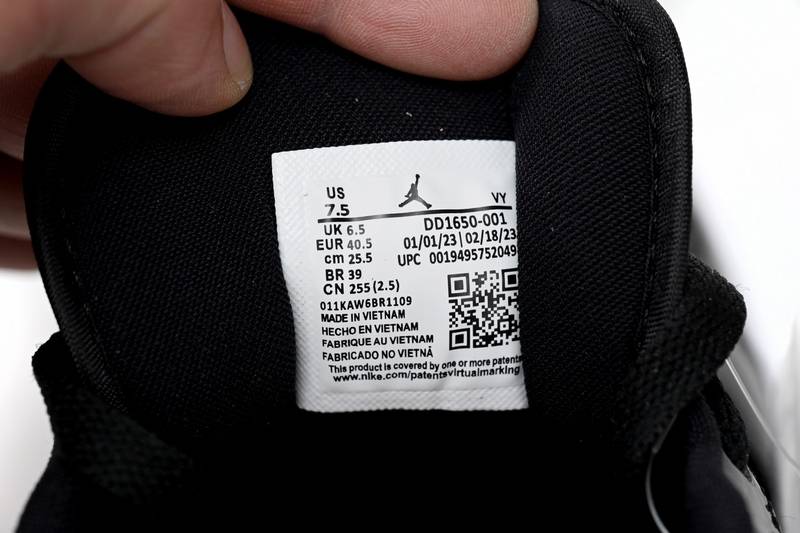 US VY
7.5
UK 6.5 DD1650-001
EUR 40.5 01/01/23 | 02/18/23
cm 25.5 UPC 0019495752049
BR 39
CN 255 (2.5)
011KAW6BR1109
MADE IN VIETNAM
HECHO EN VIETNAM
FABRIQUE AU VIETNAM
FABRICADO NO VIETNÃ
This product is covered by one or more patents
www.nike.com/patentsvirtualmarking